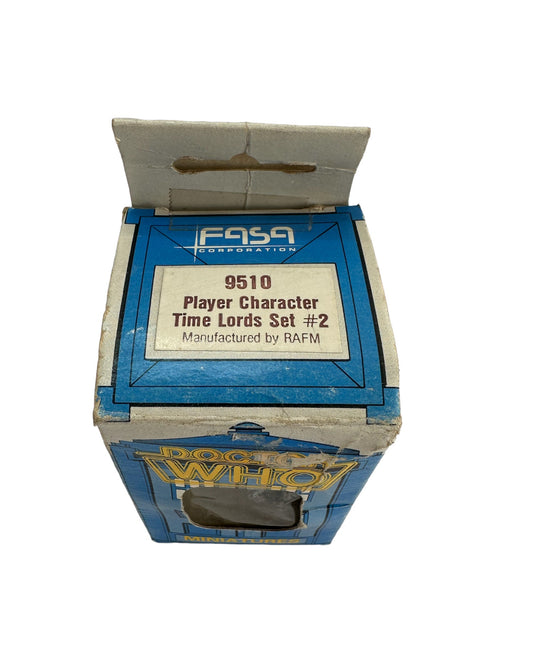 FASA
CORPORATION
9510
Player Character
Time Lords Set #2
Manufactured by RAFM
DOCTOR
WHO
MINIATURES